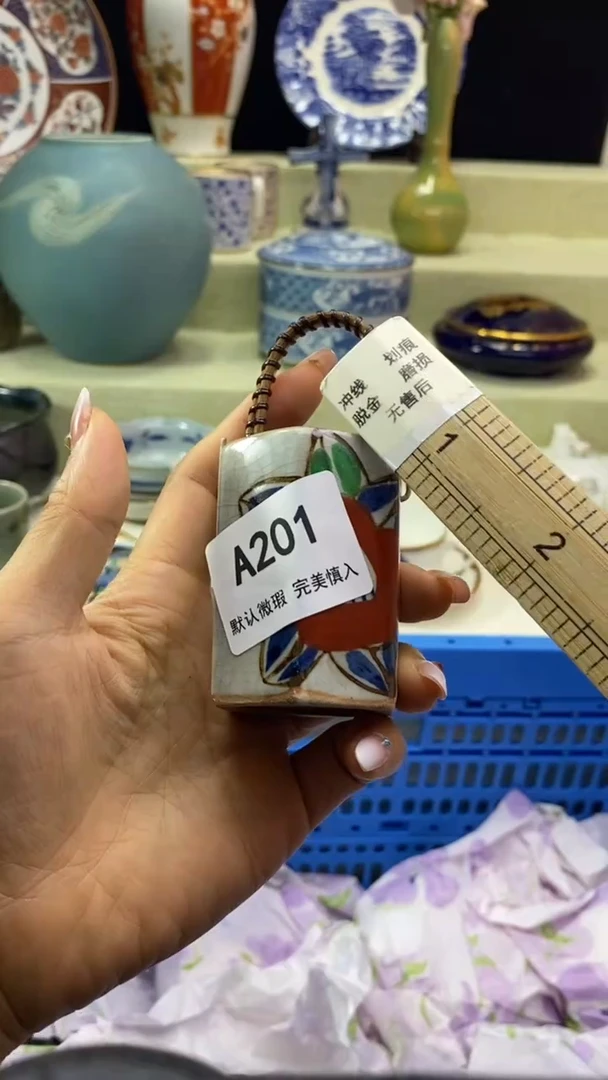 冲线 划痕
脱金 磨损
无售后
1
2
A201
默认微瑕 完美慎入